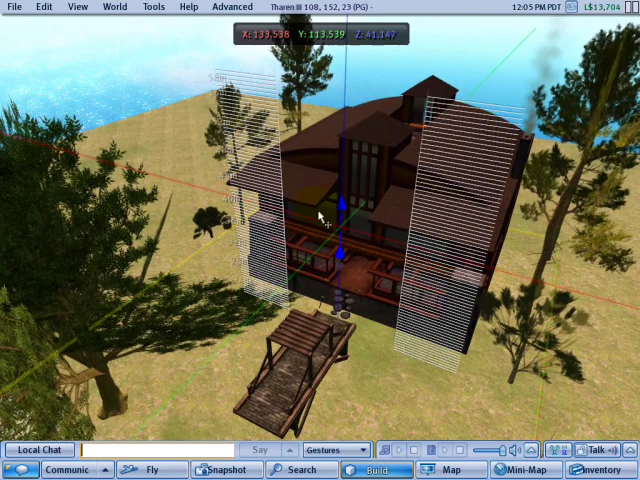 File Edit View World Tools Help Advanced Tharen III 108, 152, 23 (PG) - 12:05 PM PDT L$13,704
X: 133.538 Y: 113.539 Z: 41.147
Local Chat Say Gestures Talk
Communic Fly Snapshot Search Build Map Mini-Map Inventory